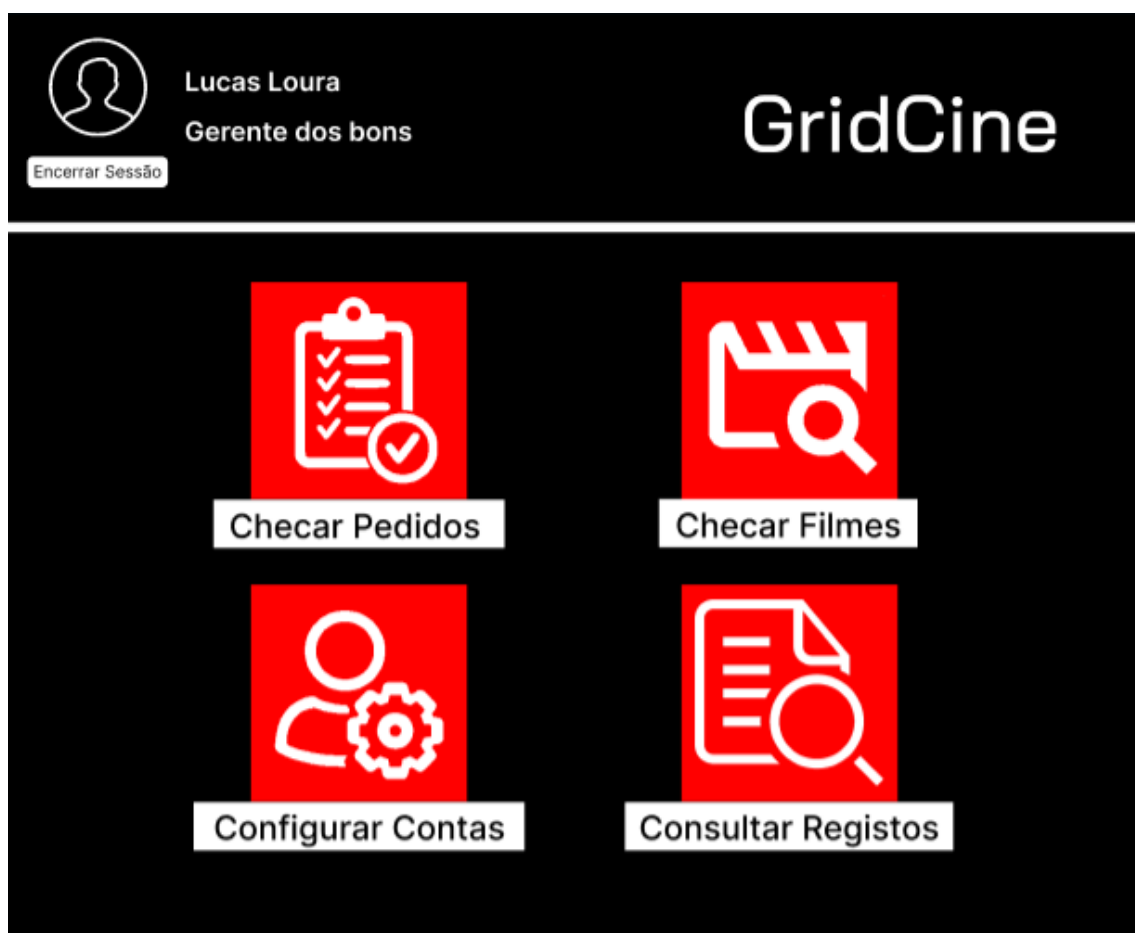 Lucas Loura
Gerente dos bons
Encerrar Sessão
GridCine
Checar Pedidos
Checar Filmes
Configurar Contas
Consultar Registos